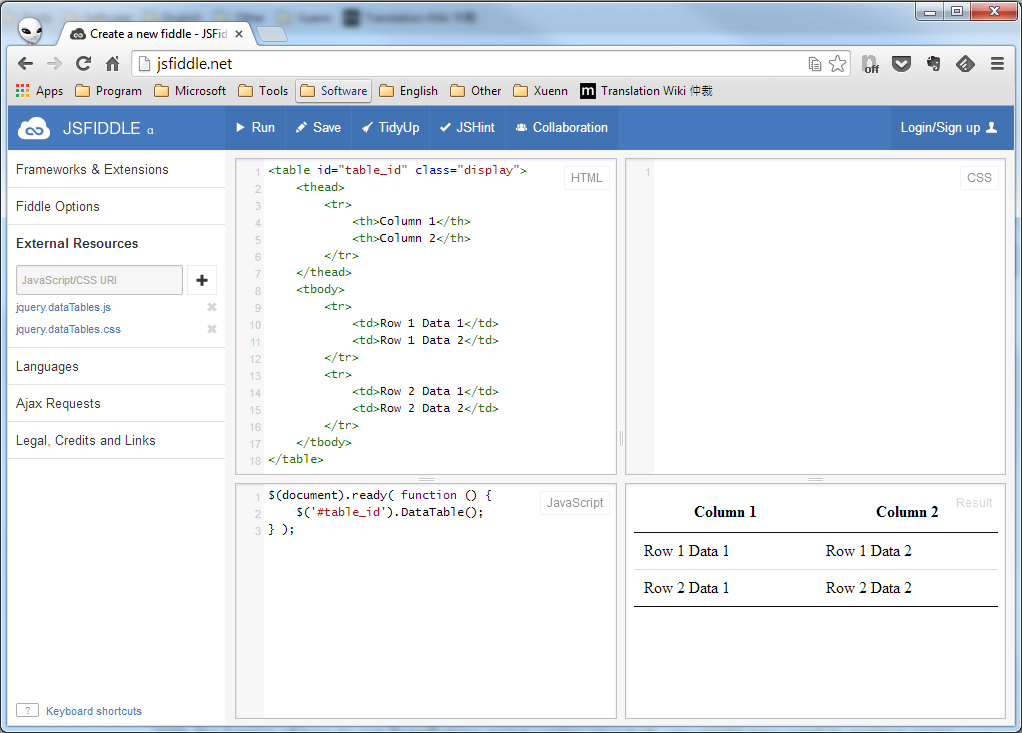 Create a new fiddle - JSFid
jsfiddle.net
off
Apps Program Microsoft Tools Software English Other Xuenn m Translation Wiki 仲裁
JSFIDDLE α Run Save TidyUp JSHint Collaboration Login/Sign up
Frameworks & Extensions
Fiddle Options
External Resources
JavaScript/CSS URI
jquery.dataTables.js
jquery.dataTables.css
Languages
Ajax Requests
Legal, Credits and Links
? Keyboard shortcuts
HTML
1 <table id="table_id" class="display">
2 <thead>
3 <tr>
4 <th>Column 1</th>
5 <th>Column 2</th>
6 </tr>
7 </thead>
8 <tbody>
9 <tr>
10 <td>Row 1 Data 1</td>
11 <td>Row 1 Data 2</td>
12 </tr>
13 <tr>
14 <td>Row 2 Data 1</td>
15 <td>Row 2 Data 2</td>
16 </tr>
17 </tbody>
18 </table>
1 CSS
JavaScript
1 $(document).ready( function () {
2 $('#table_id').DataTable();
3 } );
Result
Column 1 Column 2
Row 1 Data 1 Row 1 Data 2
Row 2 Data 1 Row 2 Data 2